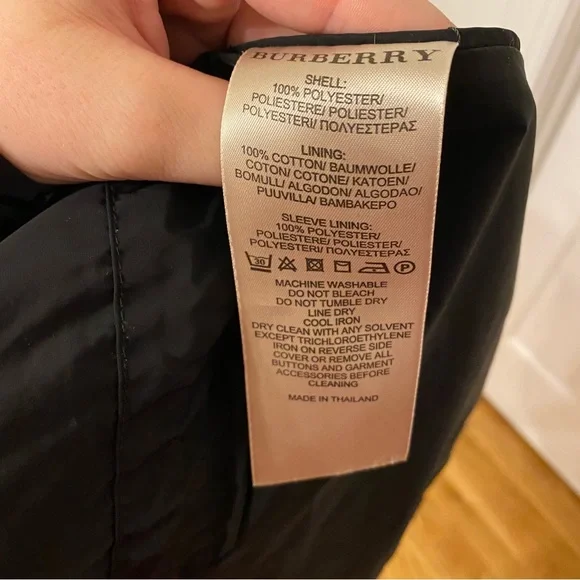 BURBERRY
SHELL:
100% POLYESTER/
POLIESTERE/ POLIÉSTER/
POLYESTERI/ ΠΟΛΥΕΣΤΕΡΑΣ
LINING:
100% COTTON/ BAUMWOLLE/
COTON/ COTONE/ KATOEN/
BOMULL/ ALGODON/ ALGODAO/
PUUVILLA/ ΒΑΜΒΑΚΕΡΟ
SLEEVE LINING:
100% POLYESTER/
POLIESTERE/ POLIÉSTER/
POLYESTERI/ ΠΟΛΥΕΣΤΕΡΑΣ
30 P
MACHINE WASHABLE
DO NOT BLEACH
DO NOT TUMBLE DRY
LINE DRY
COOL IRON
DRY CLEAN WITH ANY SOLVENT
EXCEPT TRICHLOROETHYLENE
IRON ON REVERSE SIDE
COVER OR REMOVE ALL
BUTTONS AND GARMENT
ACCESSORIES BEFORE
CLEANING
MADE IN THAILAND